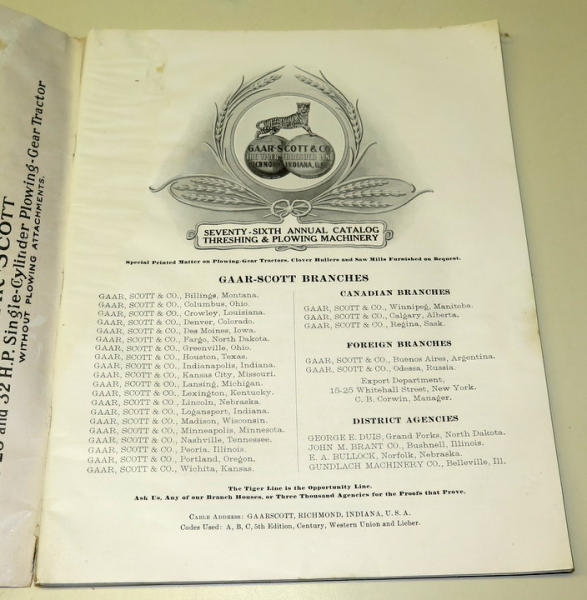 SCOTT
28 and 32 H.P. Single-Cylinder Plowing-Gear Tractor
WITHOUT PLOWING ATTACHMENTS.
GAAR-SCOTT & CO.
THE TIGER THRESHER LINE
RICHMOND INDIANA, U.S.A.
SEVENTY-SIXTH ANNUAL CATALOG
THRESHING & PLOWING MACHINERY
Special Printed Matter on Plowing-Gear Tractors, Clover Hullers and Saw Mills Furnished on Request.
GAAR-SCOTT BRANCHES
GAAR, SCOTT & CO., Billings, Montana.
GAAR, SCOTT & CO., Columbus, Ohio.
GAAR, SCOTT & CO., Crowley, Louisiana.
GAAR, SCOTT & CO., Denver, Colorado.
GAAR, SCOTT & CO., Des Moines, Iowa.
GAAR, SCOTT & CO., Fargo, North Dakota.
GAAR, SCOTT & CO., Greenville, Ohio.
GAAR, SCOTT & CO., Houston, Texas.
GAAR, SCOTT & CO., Indianapolis, Indiana.
GAAR, SCOTT & CO., Kansas City, Missouri.
GAAR, SCOTT & CO., Lansing, Michigan.
GAAR, SCOTT & CO., Lexington, Kentucky.
GAAR, SCOTT & CO., Lincoln, Nebraska.
GAAR, SCOTT & CO., Logansport, Indiana.
GAAR, SCOTT & CO., Madison, Wisconsin.
GAAR, SCOTT & CO., Minneapolis, Minnesota.
GAAR, SCOTT & CO., Nashville, Tennessee.
GAAR, SCOTT & CO., Peoria, Illinois.
GAAR, SCOTT & CO., Portland, Oregon.
GAAR, SCOTT & CO., Wichita, Kansas.
CANADIAN BRANCHES
GAAR, SCOTT & CO., Winnipeg, Manitoba.
GAAR, SCOTT & CO., Calgary, Alberta.
GAAR, SCOTT & CO., Regina, Sask.
FOREIGN BRANCHES
GAAR, SCOTT & CO., Buenos Aires, Argentina.
GAAR, SCOTT & CO., Odessa, Russia.
Export Department,
15-25 Whitehall Street, New York.
C. B. Corwin, Manager.
DISTRICT AGENCIES
GEORGE E. DUIS, Grand Forks, North Dakota.
JOHN M. BRANT CO., Bushnell, Illinois.
E. A. BULLOCK, Norfolk, Nebraska.
GUNDLACH MACHINERY CO., Belleville, Ill.
The Tiger Line is the Opportunity Line.
Ask Us, Any of our Branch Houses, or Three Thousand Agencies for the Proofs that Prove.
CABLE ADDRESS: GAARSCOTT, RICHMOND, INDIANA, U. S. A.
Codes Used: A, B, C, 5th Edition, Century, Western Union and Lieber.